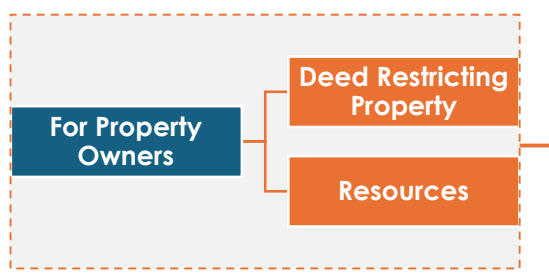 For Property
Owners
Deed Restricting
Property
Resources